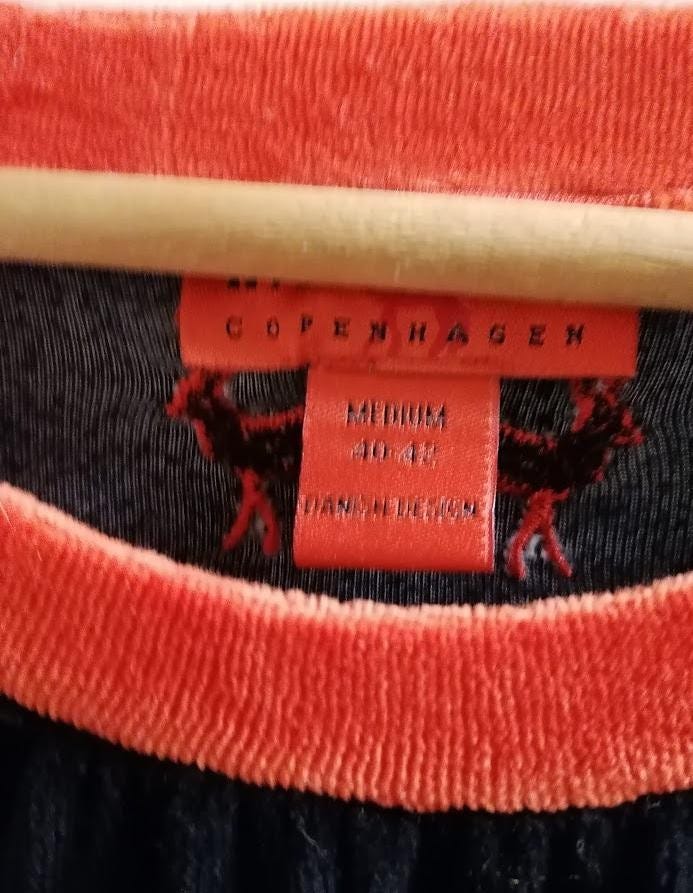 COPENHAGEN
MEDIUM
40-42
DANISH DESIGN